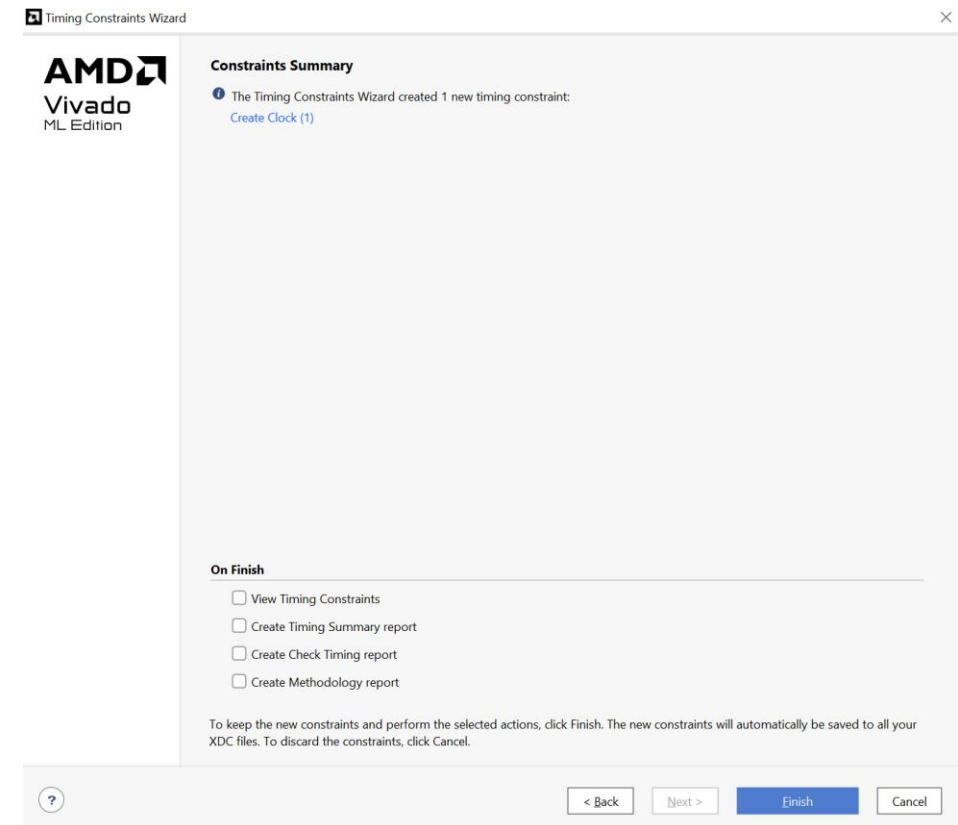 Timing Constraints Wizard
AMD
Vivado
ML Edition
Constraints Summary
The Timing Constraints Wizard created 1 new timing constraint:
Create Clock (1)
On Finish
View Timing Constraints
Create Timing Summary report
Create Check Timing report
Create Methodology report
To keep the new constraints and perform the selected actions, click Finish. The new constraints will automatically be saved to all your
XDC files. To discard the constraints, click Cancel.
? < Back Next > Finish Cancel